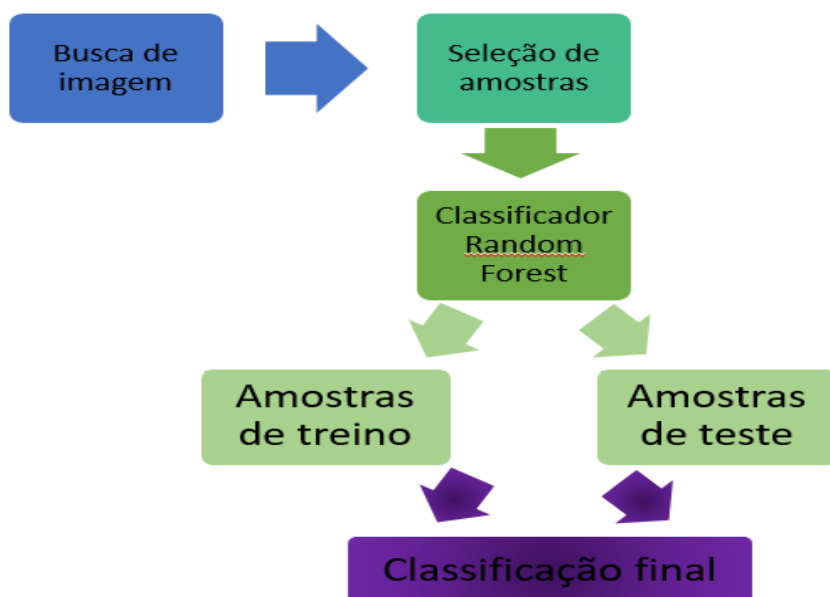 Busca de
imagem
Seleção de
amostras
Classificador
Random
Forest
Amostras
de treino
Amostras
de teste
Classificação final